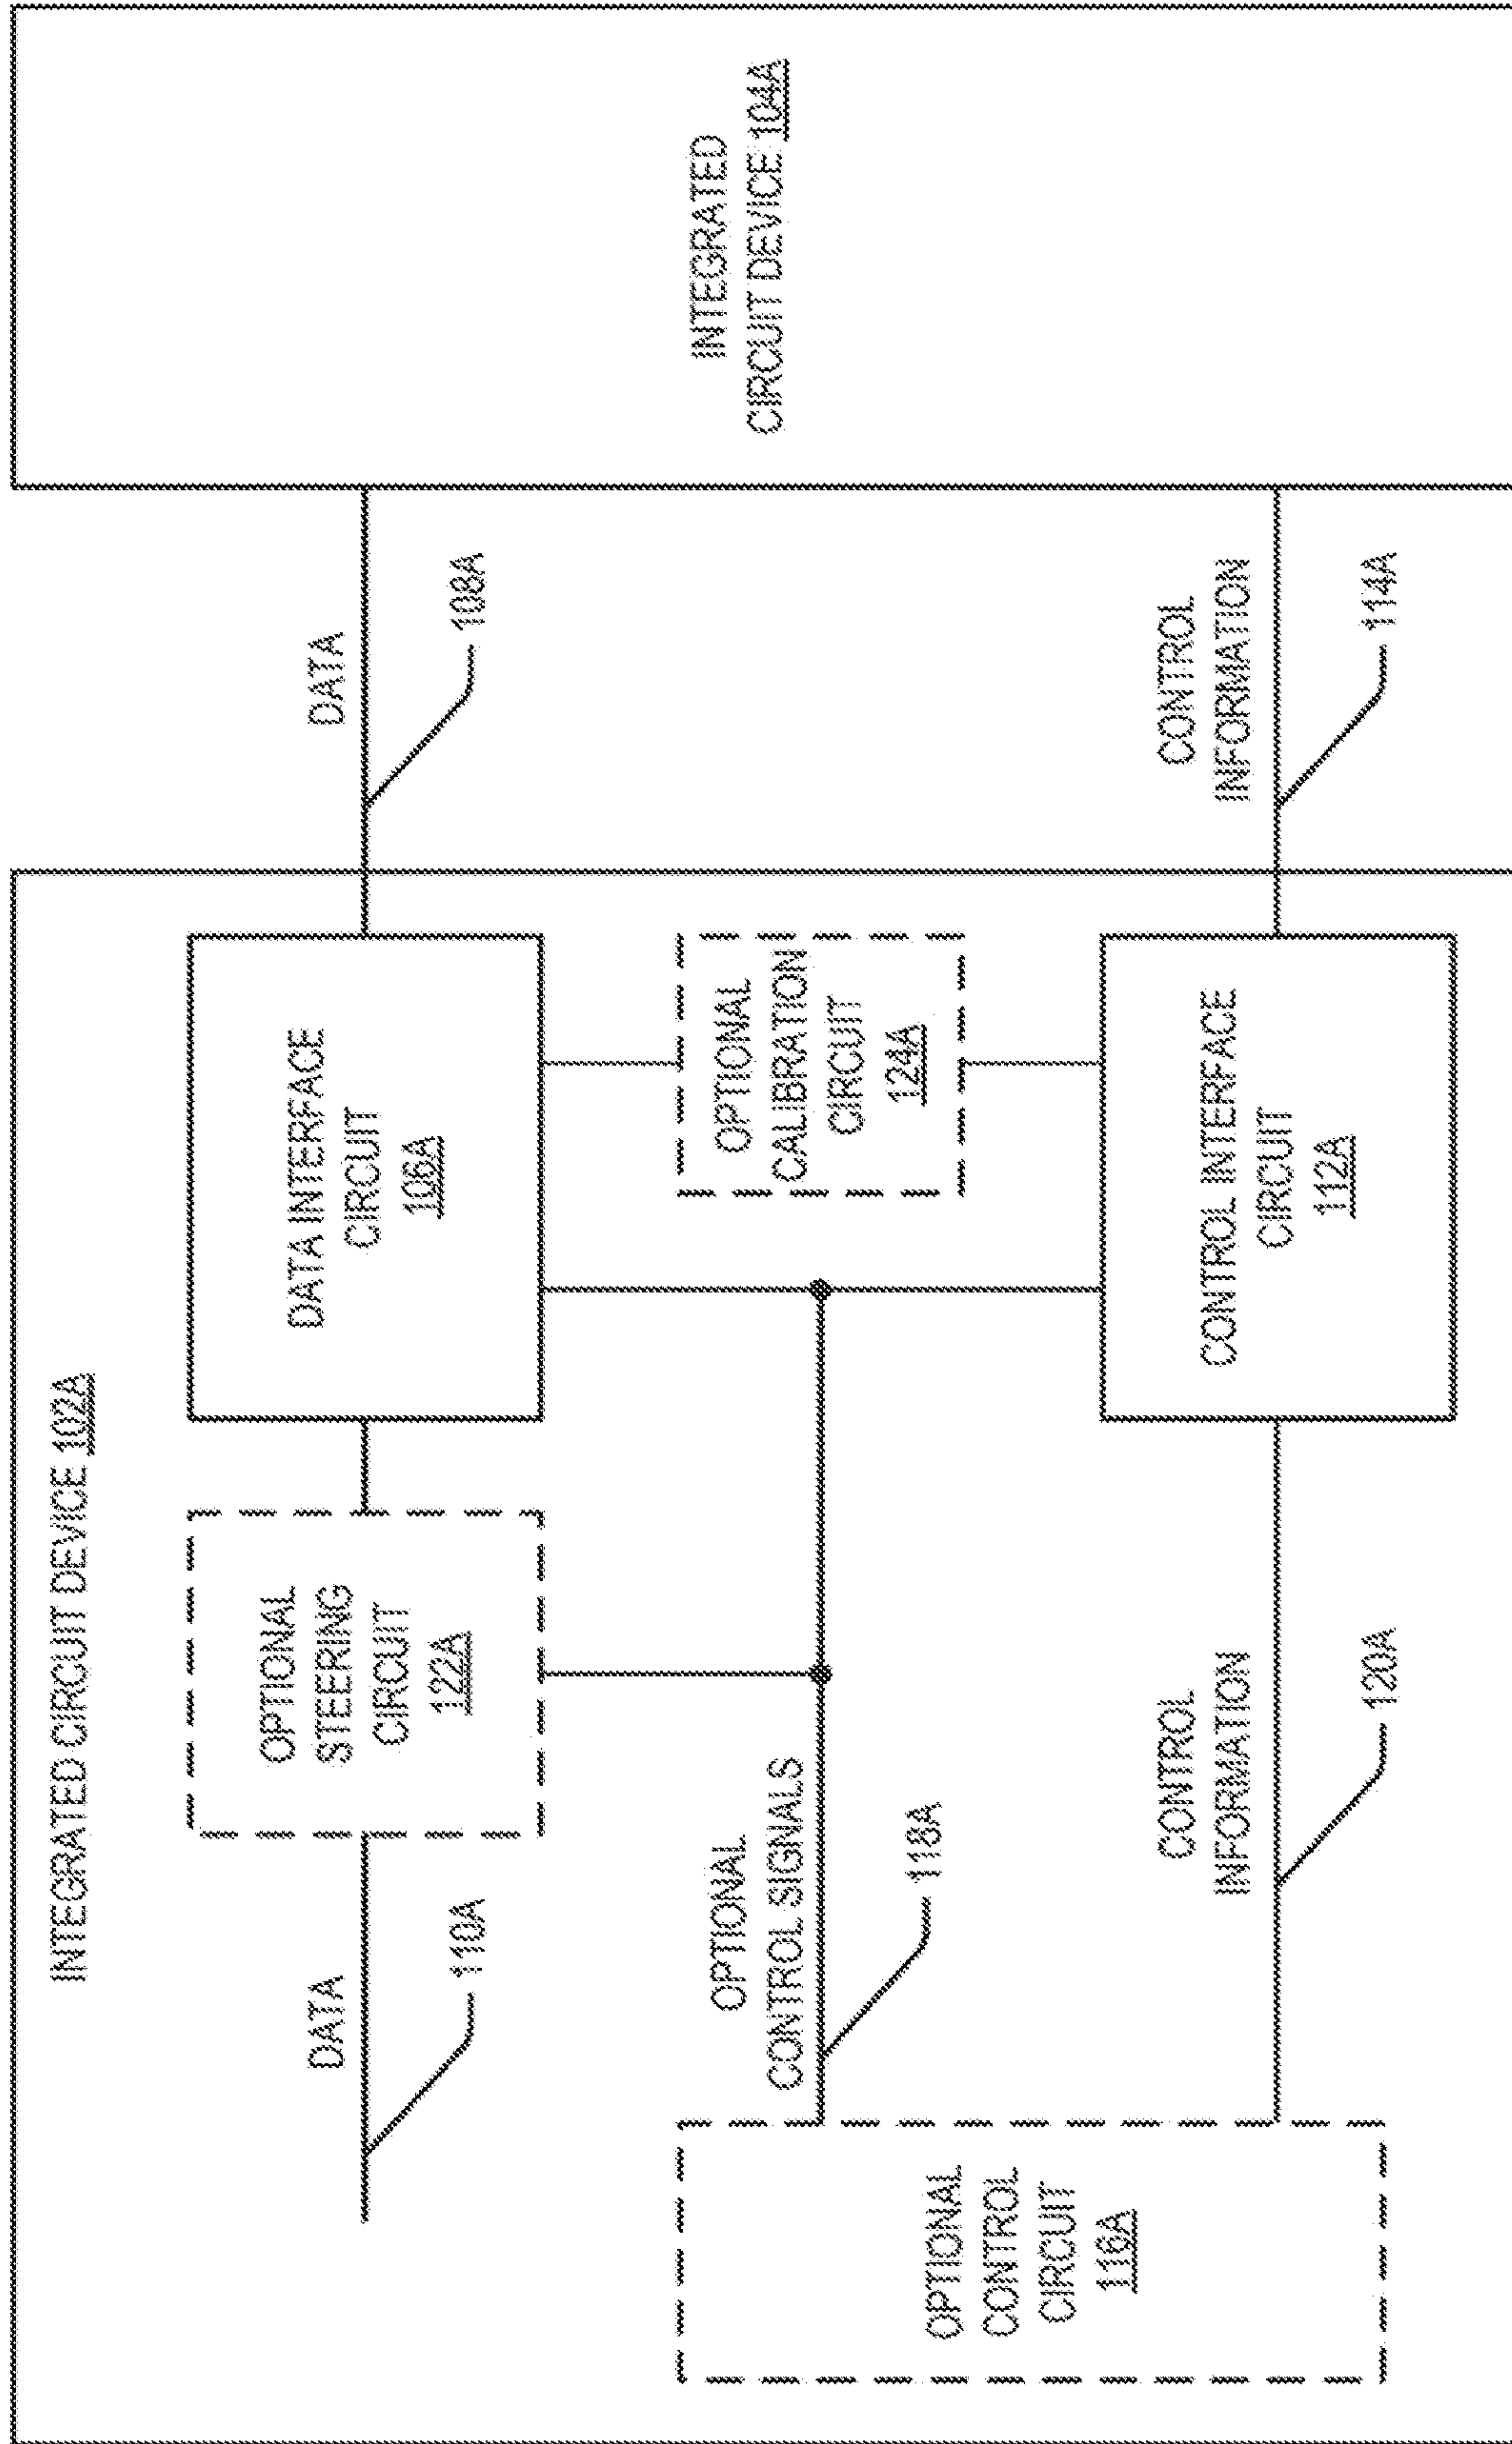 INTEGRATED CIRCUIT DEVICE 102A
DATA
110A
OPTIONAL
STEERING
CIRCUIT
122A
DATA INTERFACE
CIRCUIT
106A
DATA
108A
INTEGRATED
CIRCUIT DEVICE 104A
OPTIONAL
CONTROL SIGNALS
118A
OPTIONAL
CALIBRATION
CIRCUIT
124A
OPTIONAL
CONTROL
CIRCUIT
116A
CONTROL
INFORMATION
120A
CONTROL INTERFACE
CIRCUIT
112A
CONTROL
INFORMATION
114A